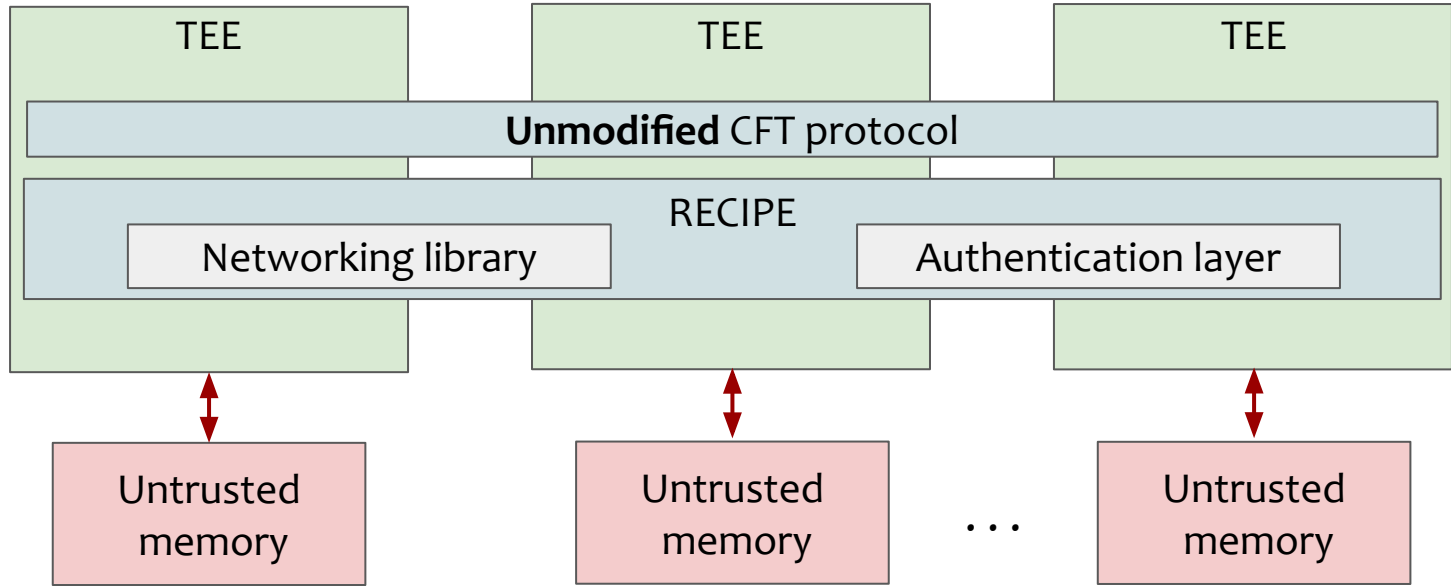 TEE
TEE
TEE
Unmodified CFT protocol
RECIPE
Networking library
Authentication layer
Untrusted
memory
Untrusted
memory
. . .
Untrusted
memory